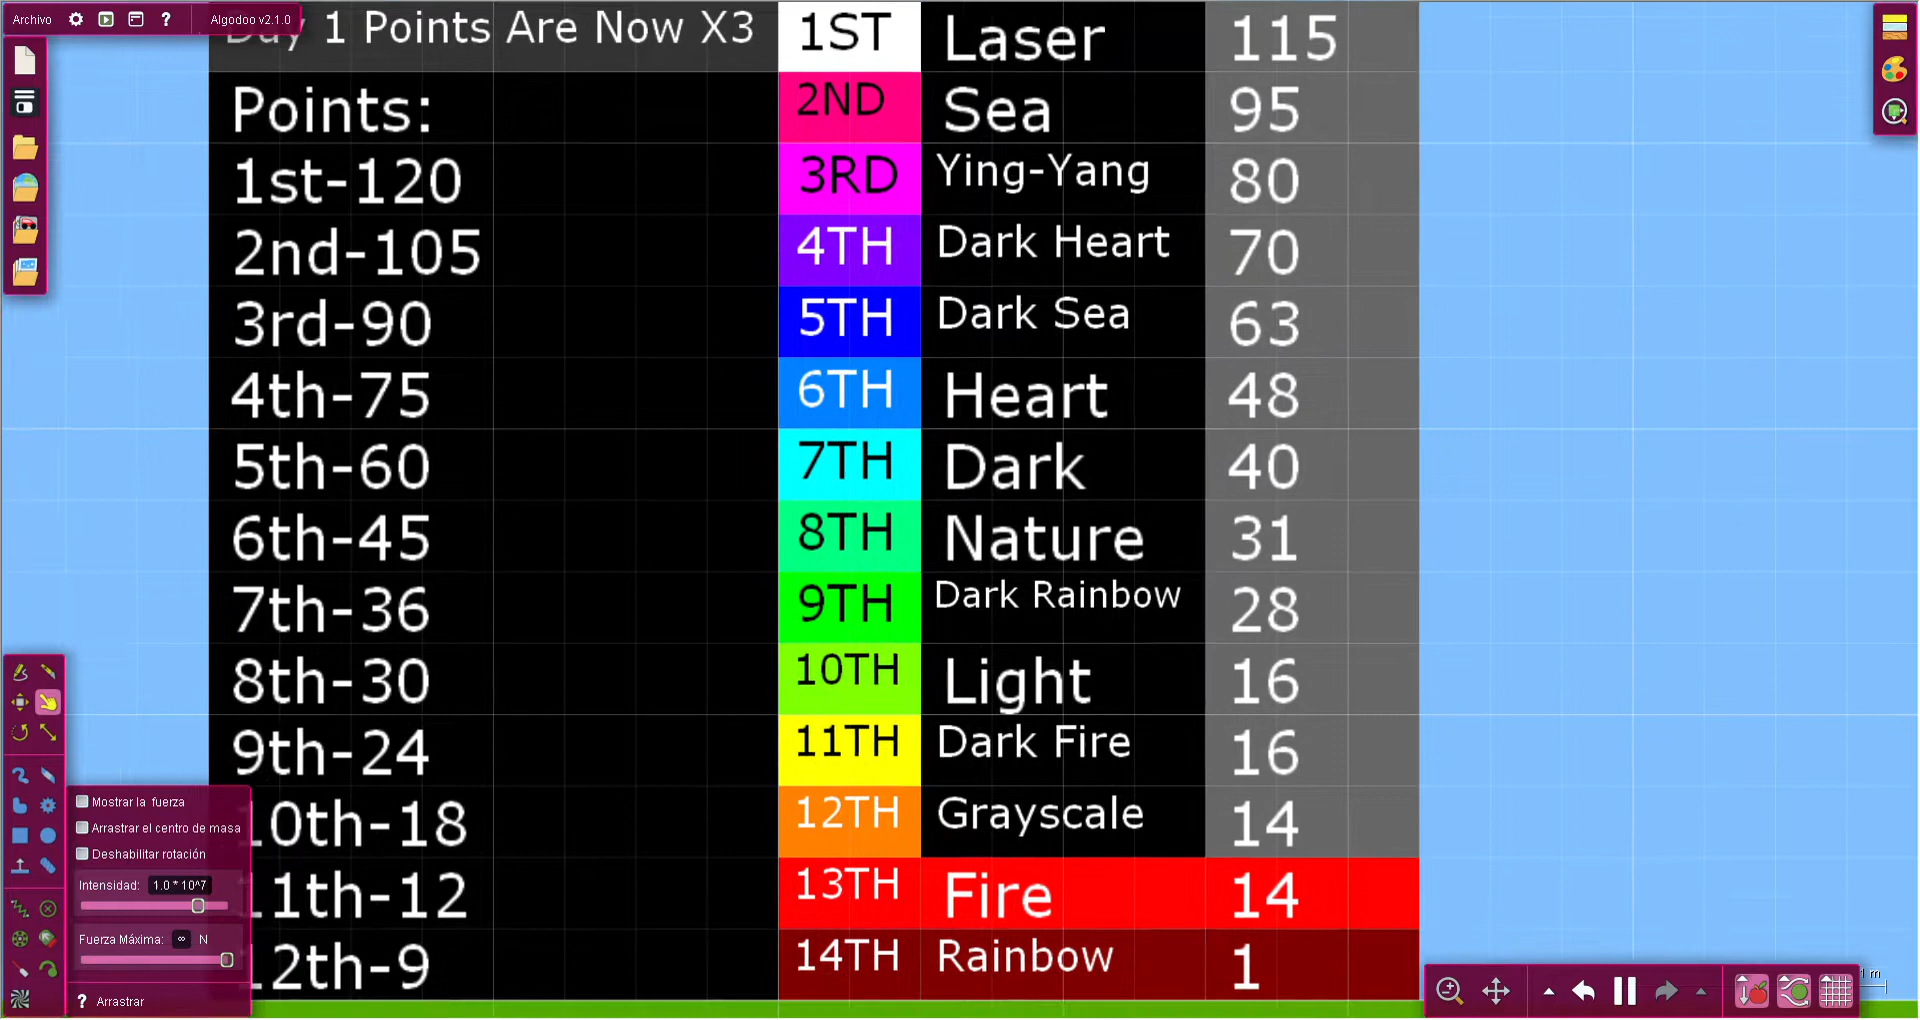 Archivo
Algodoo v2.1.0
Day 1 Points Are Now X3
Points:
1st-120
2nd-105
3rd-90
4th-75
5th-60
6th-45
7th-36
8th-30
9th-24
10th-18
11th-12
12th-9
1ST Laser 115
2ND Sea 95
3RD Ying-Yang 80
4TH Dark Heart 70
5TH Dark Sea 63
6TH Heart 48
7TH Dark 40
8TH Nature 31
9TH Dark Rainbow 28
10TH Light 16
11TH Dark Fire 16
12TH Grayscale 14
13TH Fire 14
14TH Rainbow 1
Mostrar la fuerza
Arrastrar el centro de masa
Deshabilitar rotación
Intensidad: 1.0 * 10^7
Fuerza Máxima: ∞ N
? Arrastrar
1 m